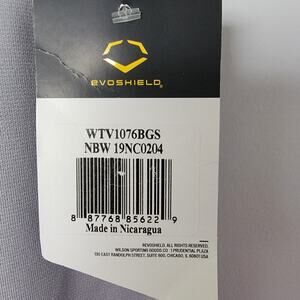 EVOSHIELD®
WTV1076BGS
NBW 19NC0204
8 87768 85622 9
Made in Nicaragua
©EVOSHIELD. ALL RIGHTS RESERVED.
WILSON SPORTING GOODS CO. 1 PRUDENTIAL PLAZA
130 EAST RANDOLPH STREET, SUITE 600, CHICAGO, IL 60601 USA